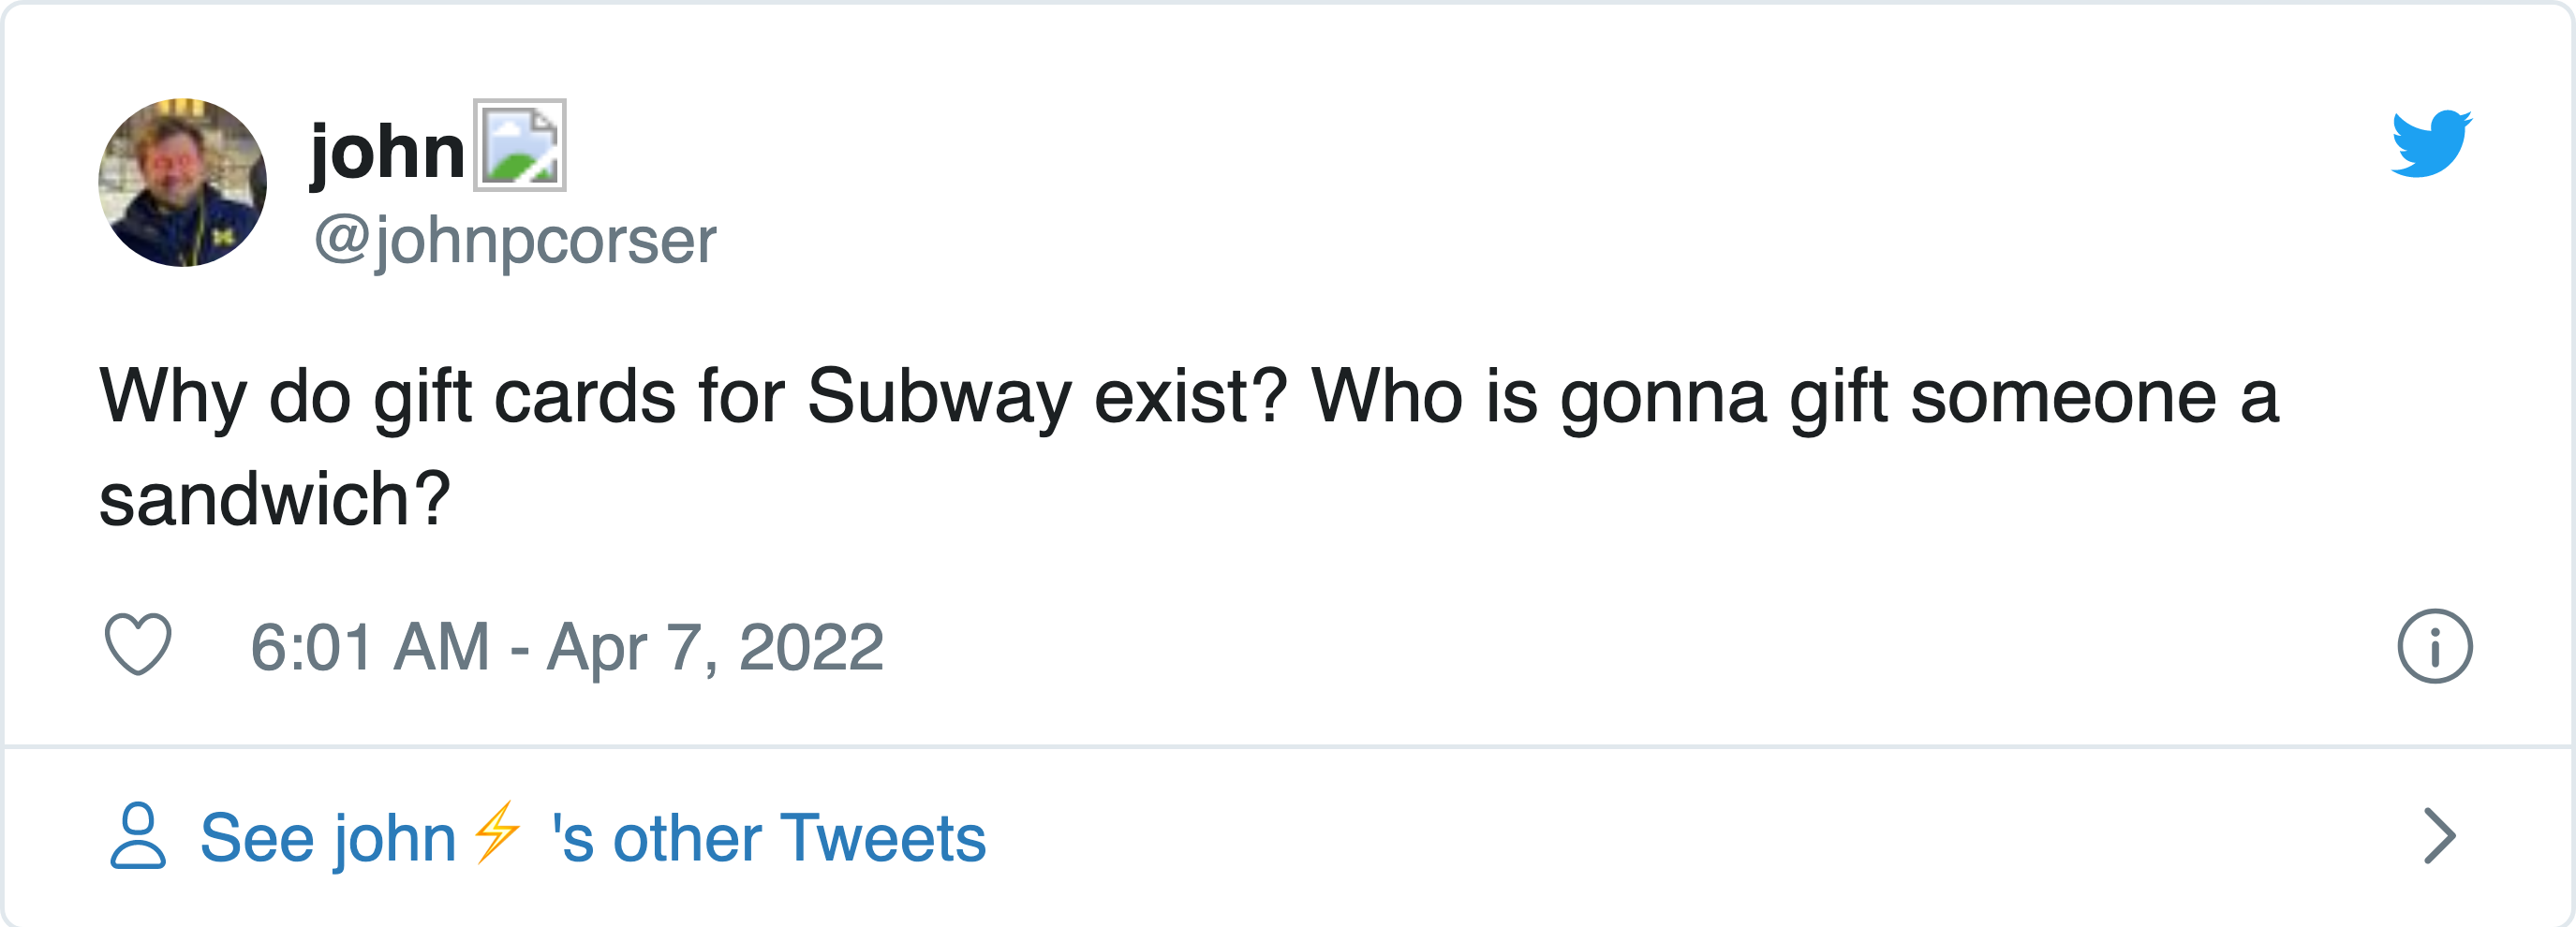 john
@johnpcorser
Why do gift cards for Subway exist? Who is gonna gift someone a
sandwich?
6:01 AM - Apr 7, 2022
See john⚡ 's other Tweets